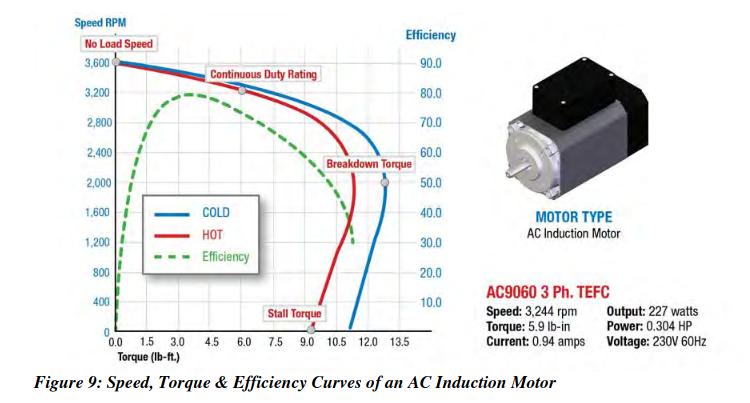 Speed RPM
Efficiency
No Load Speed
3,600
90.0
Continuous Duty Rating
3,200
80.0
2,800
70.0
2,400
60.0
Breakdown Torque
2,000
50.0
1,600
40.0
1,200
30.0
800
20.0
400
10.0
0
COLD
HOT
Efficiency
Stall Torque
0.0 1.5 3.0 4.5 6.0 7.5 9.0 10.5 12.0 13.5
Torque (lb-ft.)
MOTOR TYPE
AC Induction Motor
AC9060 3 Ph. TEFC
Speed: 3,244 rpm
Torque: 5.9 lb-in
Current: 0.94 amps
Output: 227 watts
Power: 0.304 HP
Voltage: 230V 60Hz
Figure 9: Speed, Torque & Efficiency Curves of an AC Induction Motor